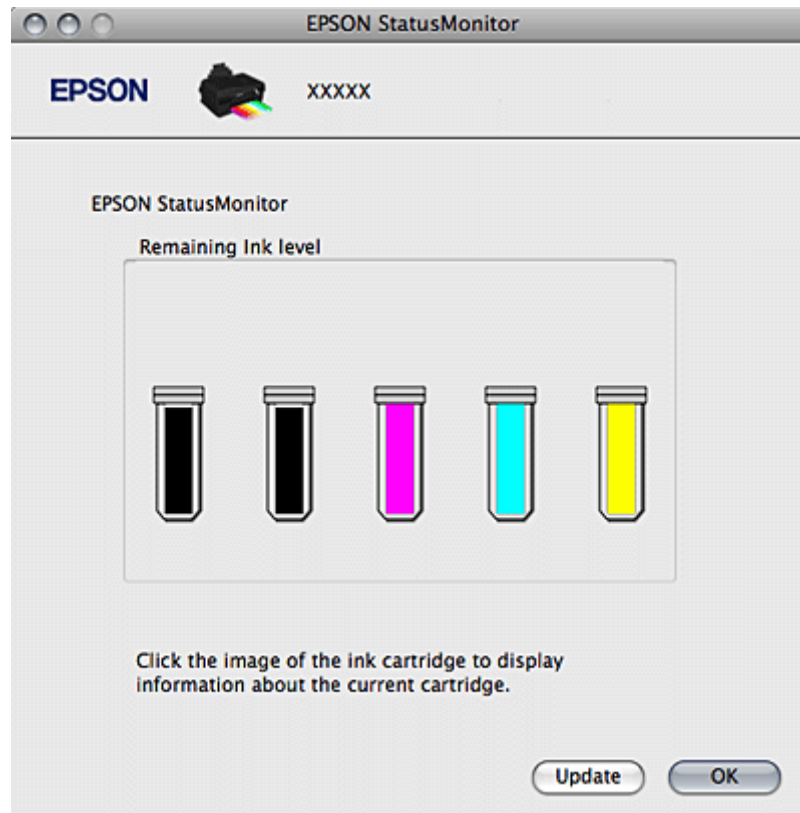 EPSON StatusMonitor
EPSON XXXXX
EPSON StatusMonitor
Remaining Ink level
Click the image of the ink cartridge to display
information about the current cartridge.
Update OK